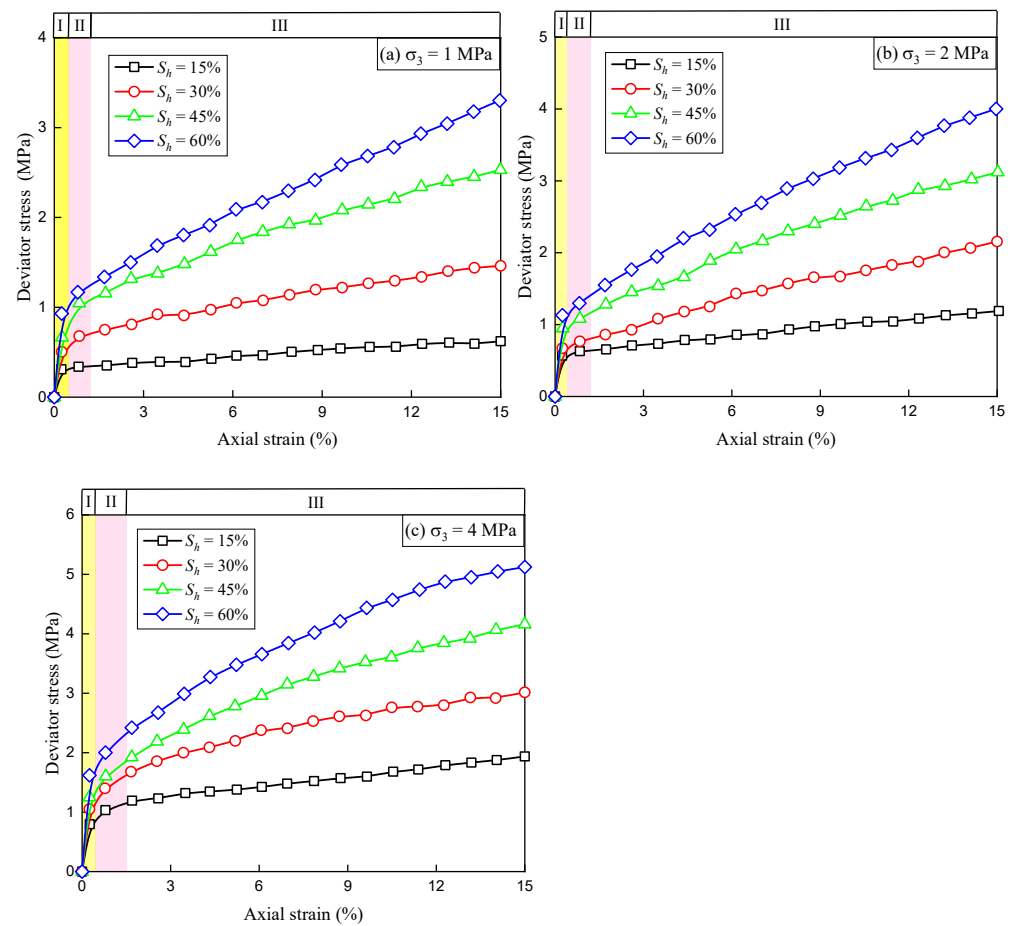 I II III
(a) σ3 = 1 MPa
Sh = 15%
Sh = 30%
Sh = 45%
Sh = 60%
Deviator stress (MPa)
4
3
2
1
0
0 3 6 9 12 15
Axial strain (%)
I II III
(b) σ3 = 2 MPa
Sh = 15%
Sh = 30%
Sh = 45%
Sh = 60%
Deviator stress (MPa)
5
4
3
2
1
0
0 3 6 9 12 15
Axial strain (%)
I II III
(c) σ3 = 4 MPa
Sh = 15%
Sh = 30%
Sh = 45%
Sh = 60%
Deviator stress (MPa)
6
5
4
3
2
1
0
0 3 6 9 12 15
Axial strain (%)